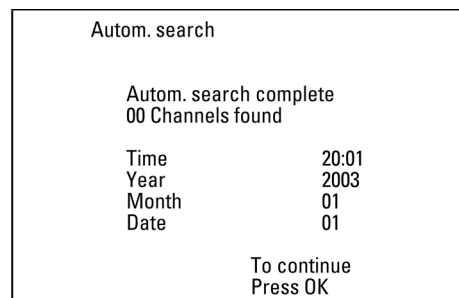 Autom. search
Autom. search complete
00 Channels found
Time 20:01
Year 2003
Month 01
Date 01
To continue
Press OK